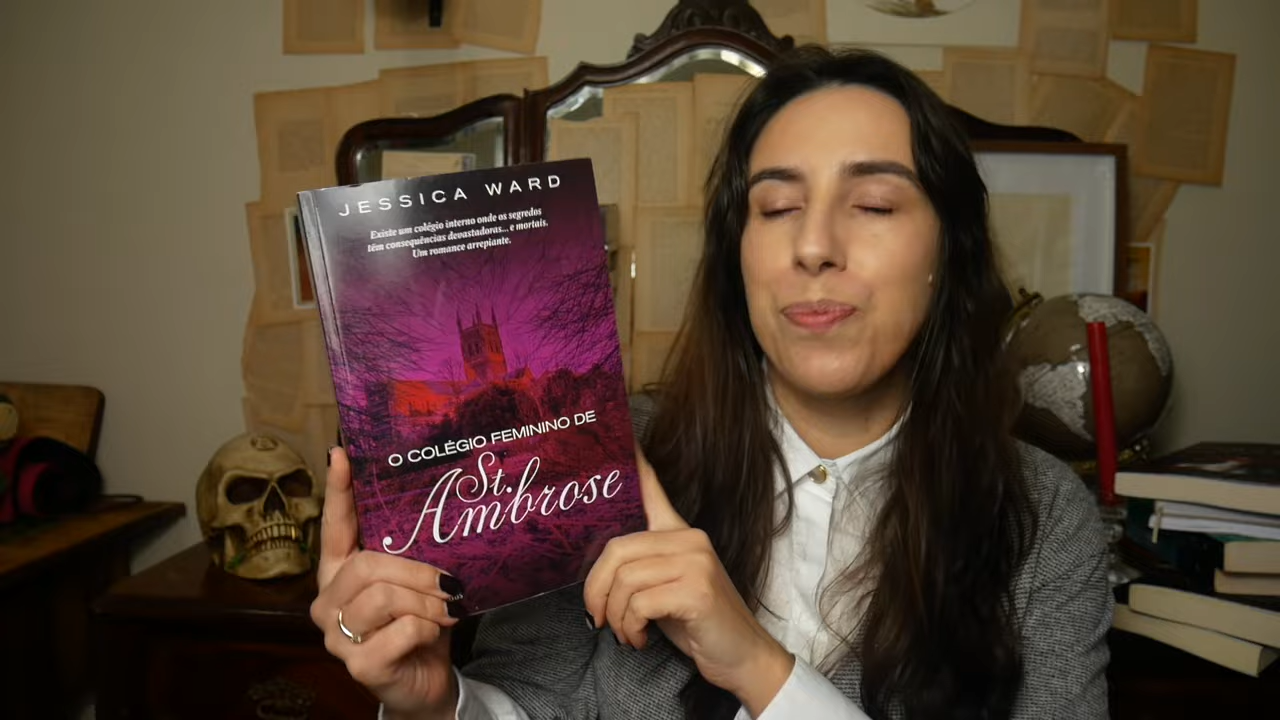 JESSICA WARD
Existe um colégio interno onde os segredos
têm consequências devastadoras... e mortais.
Um romance arrepiante.
O COLÉGIO FEMININO DE
St.
Ambrose